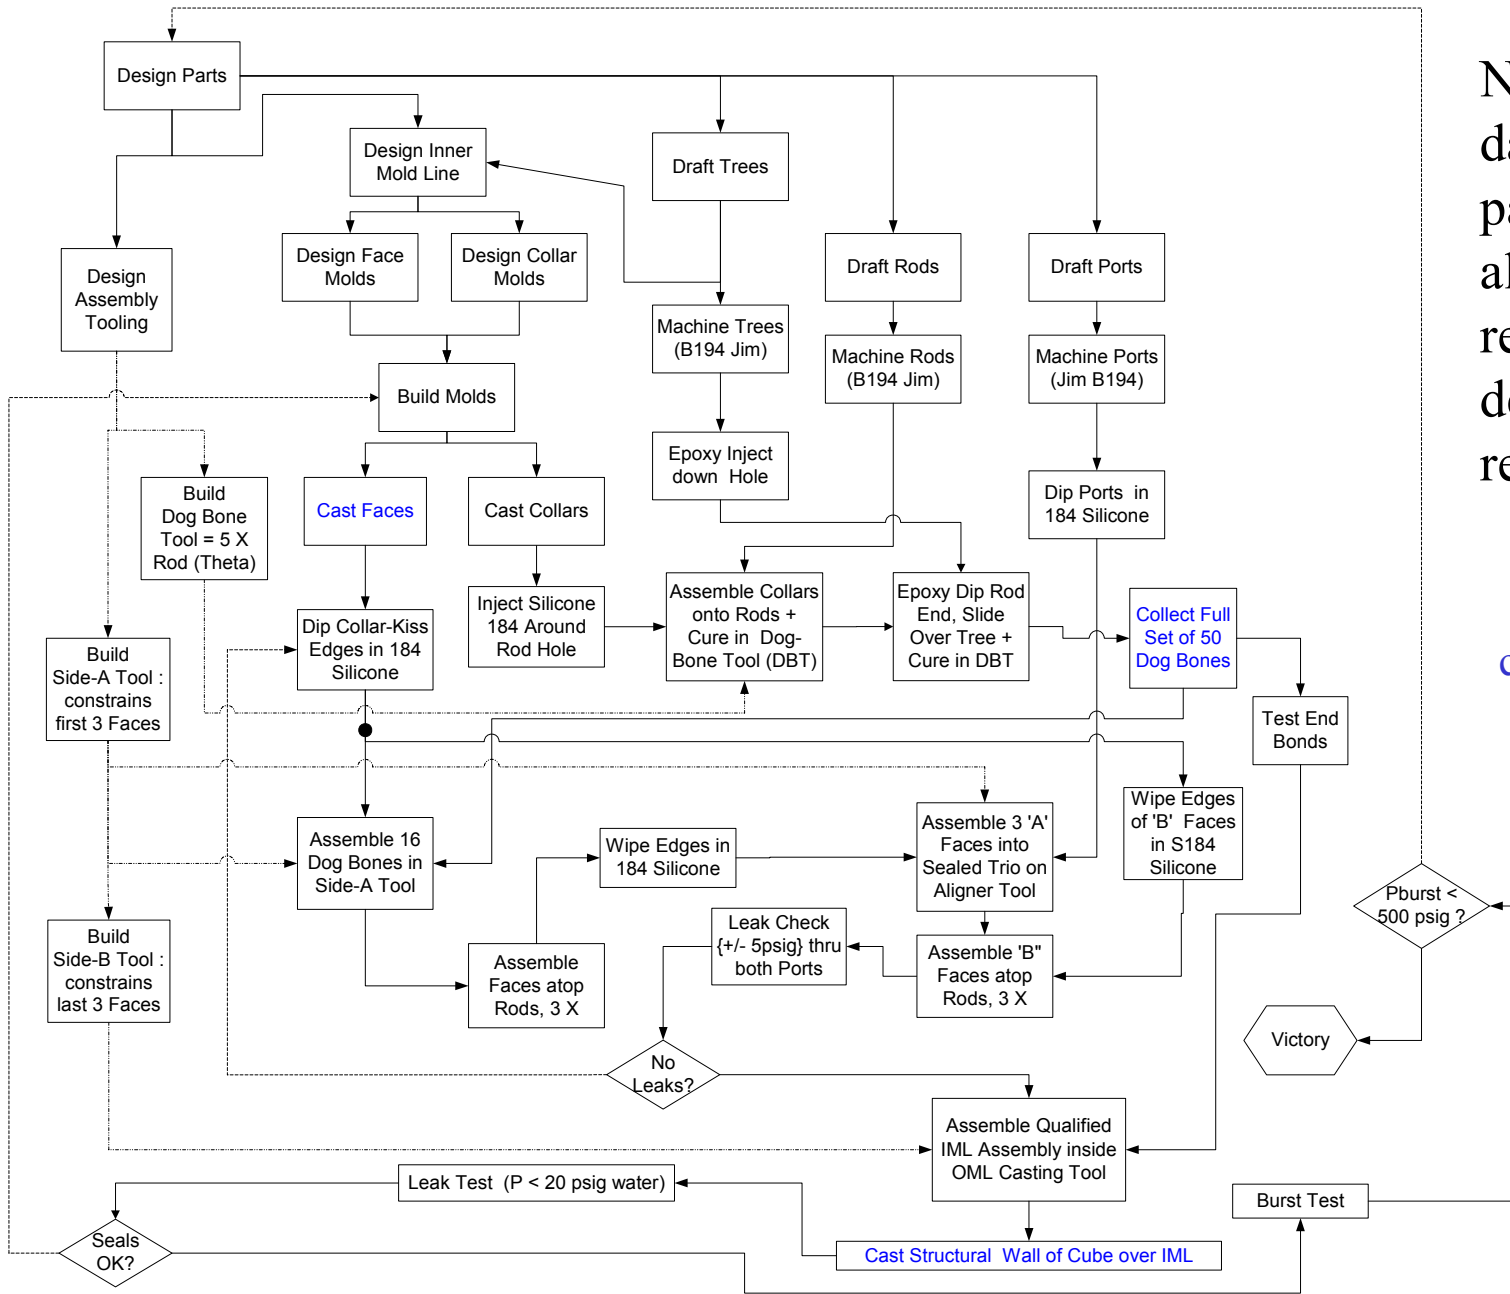 Design Parts
Design Inner
Mold Line
Draft Trees
Design Face
Molds
Design Collar
Molds
Draft Rods
Draft Ports
Design
Assembly
Tooling
Machine Trees
(B194 Jim)
Machine Rods
(B194 Jim)
Machine Ports
(Jim B194)
Build Molds
Epoxy Inject
down Hole
Build
Dog Bone
Tool = 5 X
Rod (Theta)
Cast Faces
Cast Collars
Dip Ports in
184 Silicone
Dip Collar-Kiss
Edges in 184
Silicone
Inject Silicone
184 Around
Rod Hole
Assemble Collars
onto Rods +
Cure in Dog-
Bone Tool (DBT)
Epoxy Dip Rod
End, Slide
Over Tree +
Cure in DBT
Collect Full
Set of 50
Dog Bones
Build
Side-A Tool :
constrains
first 3 Faces
Test End
Bonds
Assemble 16
Dog Bones in
Side-A Tool
Wipe Edges in
184 Silicone
Assemble 3 'A'
Faces into
Sealed Trio on
Aligner Tool
Wipe Edges
of 'B' Faces
in S184
Silicone
Pburst <
500 psig ?
Build
Side-B Tool :
constrains
last 3 Faces
Assemble
Faces atop
Rods, 3 X
Leak Check
{+/- 5psig} thru
both Ports
Assemble 'B"
Faces atop
Rods, 3 X
Victory
No
Leaks?
Assemble Qualified
IML Assembly inside
OML Casting Tool
Leak Test (P < 20 psig water)
Burst Test
Seals
OK?
Cast Structural Wall of Cube over IML